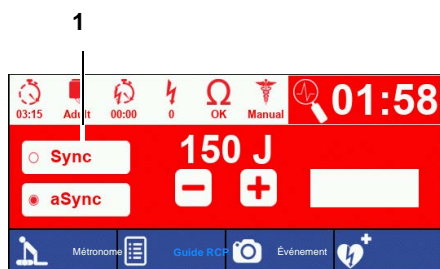 1
03:15
Adult
00:00
0
Ω
OK
Manual
01:58
Sync
150 J
aSync
Métronome
Guide RCP
Événement